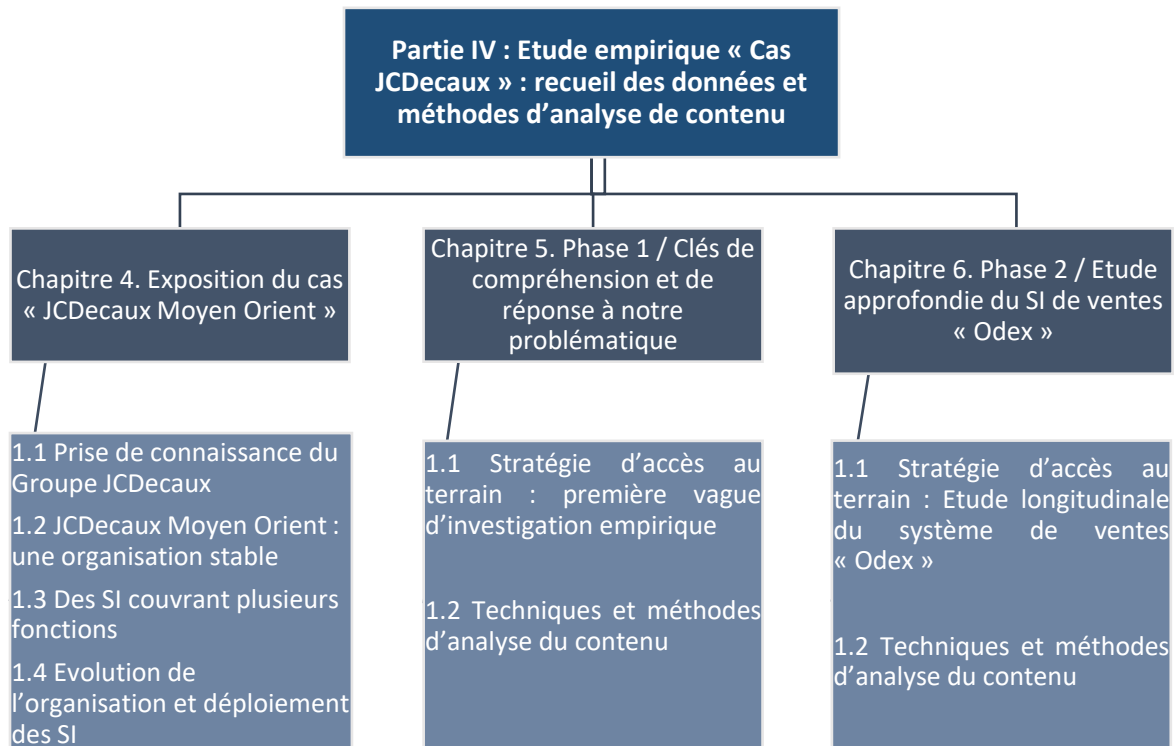 Partie IV : Etude empirique « Cas
JCDecaux » : recueil des données et
méthodes d’analyse de contenu
Chapitre 4. Exposition du cas
« JCDecaux Moyen Orient »
Chapitre 5. Phase 1 / Clés de
compréhension et de
réponse à notre
problématique
Chapitre 6. Phase 2 / Etude
approfondie du SI de ventes
« Odex »
1.1 Prise de connaissance du
Groupe JCDecaux
1.2 JCDecaux Moyen Orient :
une organisation stable
1.3 Des SI couvrant plusieurs
fonctions
1.4 Evolution de
l’organisation et déploiement
des SI
1.1 Stratégie d’accès au
terrain : première vague
d’investigation empirique
1.2 Techniques et méthodes
d’analyse du contenu
1.1 Stratégie d’accès au
terrain : Etude longitudinale
du système de ventes
« Odex »
1.2 Techniques et méthodes
d’analyse du contenu